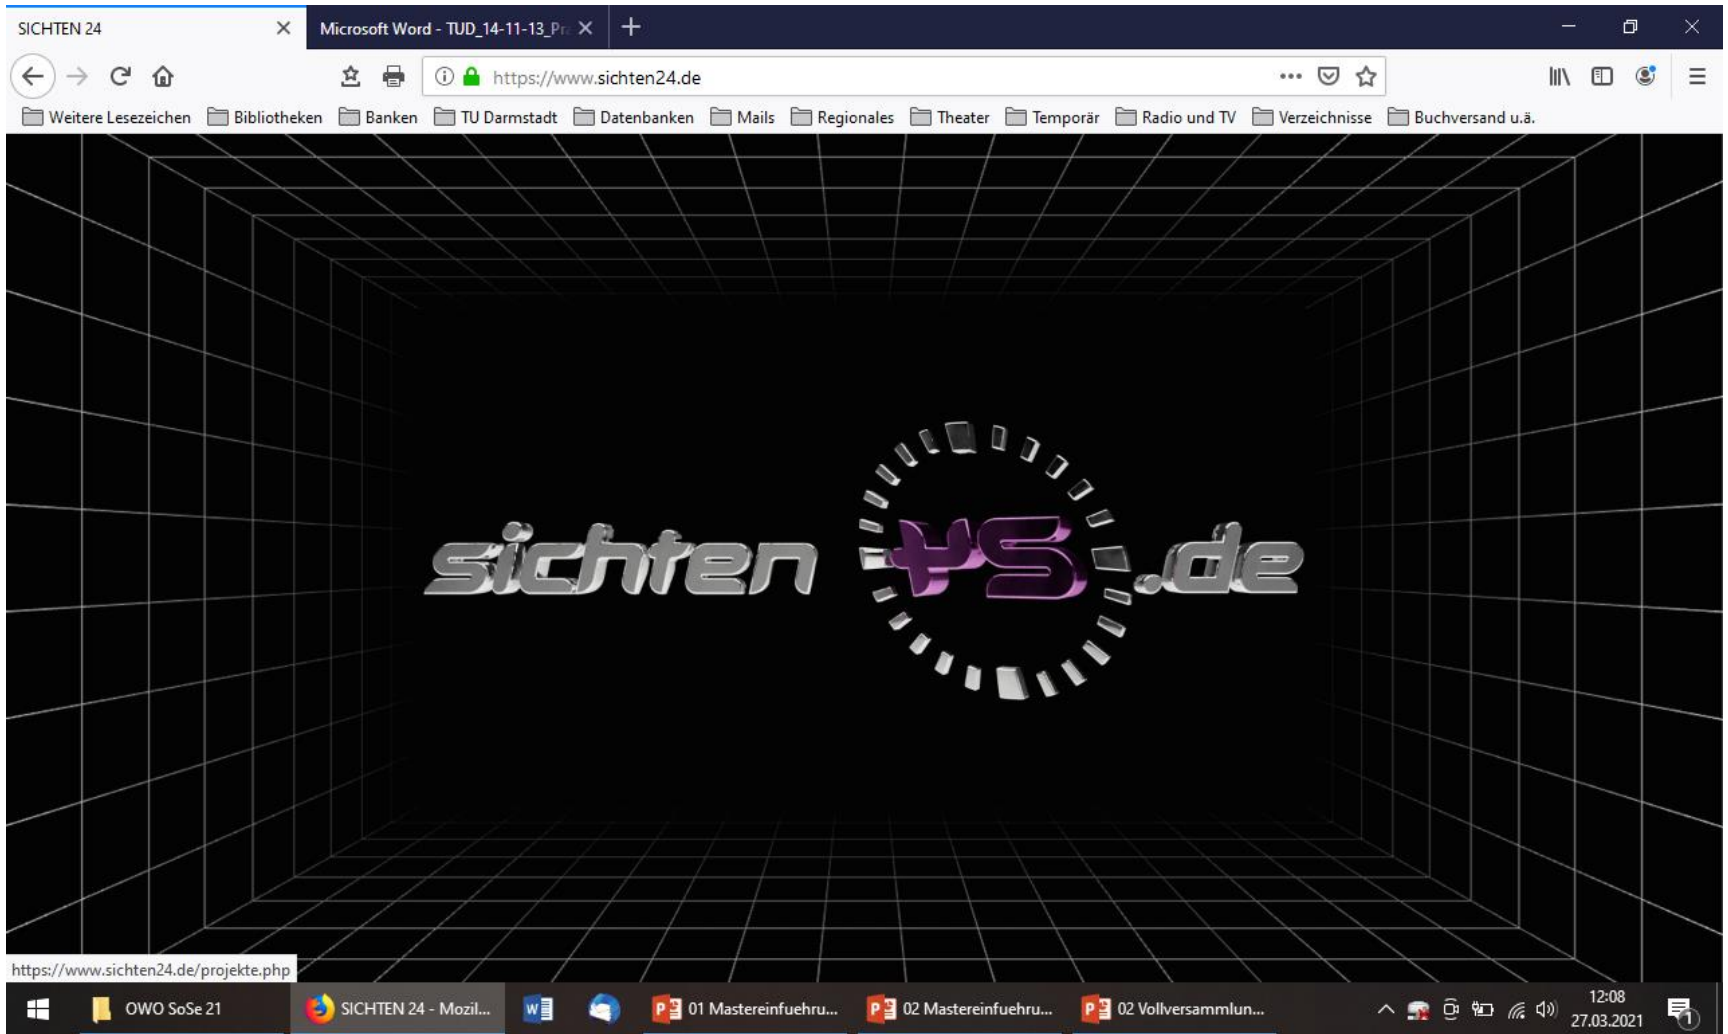 SICHTEN 24
Microsoft Word - TUD_14-11-13_Pr
https://www.sichten24.de
Weitere Lesezeichen Bibliotheken Banken TU Darmstadt Datenbanken Mails Regionales Theater Temporär Radio und TV Verzeichnisse Buchversand u.ä.
sichten 24 .de
https://www.sichten24.de/projekte.php
OWO SoSe 21 SICHTEN 24 - Mozil... 01 Mastereinfuehru... 02 Mastereinfuehru... 02 Vollversammlun... 12:08
27.03.2021 1